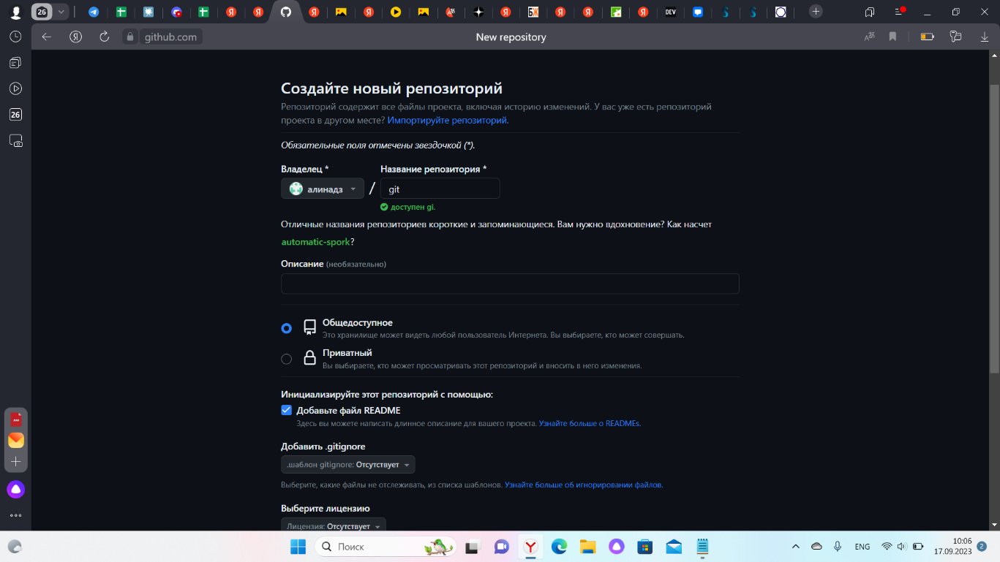 26
github.com
New repository
БЖ
DEV
26
Создайте новый репозиторий
Репозиторий содержит все файлы проекта, включая историю изменений. У вас уже есть репозиторий
проекта в другом месте? Импортируйте репозиторий.
Обязательные поля отмечены звездочкой (*).
Владелец * Название репозитория *
алинадз / git
доступен gi.
Отличные названия репозиториев короткие и запоминающиеся. Вам нужно вдохновение? Как насчет
automatic-spork?
Описание (необязательно)
Общедоступное
Это хранилище может видеть любой пользователь Интернета. Вы выбираете, кто может совершать.
Приватный
Вы выбираете, кто может просматривать этот репозиторий и вносить в него изменения.
Инициализируйте этот репозиторий с помощью:
Добавьте файл README
Здесь вы можете написать длинное описание для вашего проекта. Узнайте больше о READMEs.
Добавить .gitignore
.шаблон gitignore: Отсутствует
Выберите, какие файлы не отслеживать, из списка шаблонов. Узнайте больше об игнорировании файлов.
Выберите лицензию
Лицензия: Отсутствует
Поиск
ENG
10:06
17.09.2023
2